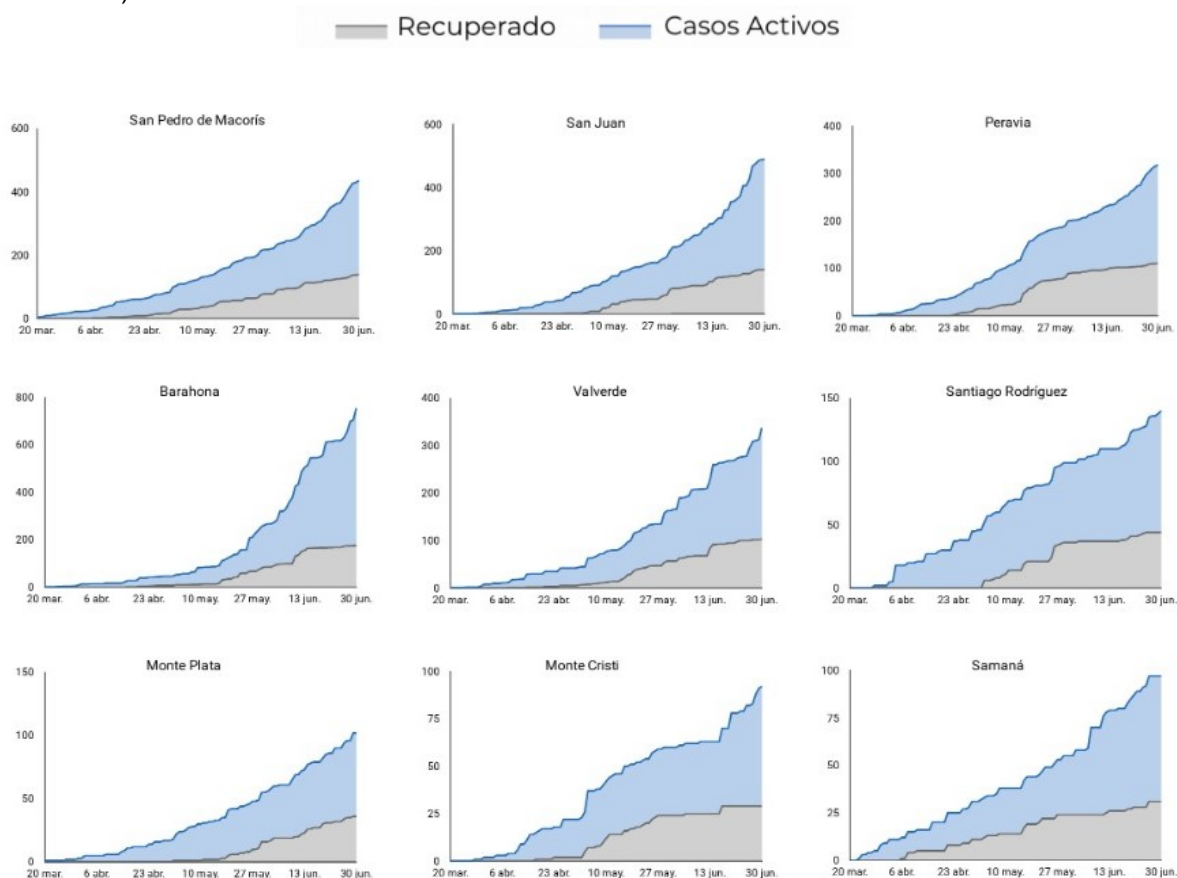 Recuperado Casos Activos
San Pedro de Macorís
600
400
200
0
20 mar. 6 abr. 23 abr. 10 may. 27 may. 13 jun. 30 jun.
San Juan
600
400
200
0
20 mar. 6 abr. 23 abr. 10 may. 27 may. 13 jun. 30 jun.
Peravia
400
300
200
100
0
20 mar. 6 abr. 23 abr. 10 may. 27 may. 13 jun. 30 jun.
Barahona
800
600
400
200
0
20 mar. 6 abr. 23 abr. 10 may. 27 may. 13 jun. 30 jun.
Valverde
400
300
200
100
0
20 mar. 6 abr. 23 abr. 10 may. 27 may. 13 jun. 30 jun.
Santiago Rodríguez
150
100
50
0
20 mar. 6 abr. 23 abr. 10 may. 27 may. 13 jun. 30 jun.
Monte Plata
150
100
50
0
20 mar. 6 abr. 23 abr. 10 may. 27 may. 13 jun. 30 jun.
Monte Cristi
100
75
50
25
0
20 mar. 6 abr. 23 abr. 10 may. 27 may. 13 jun. 30 jun.
Samaná
100
75
50
25
0
20 mar. 6 abr. 23 abr. 10 may. 27 may. 13 jun. 30 jun.